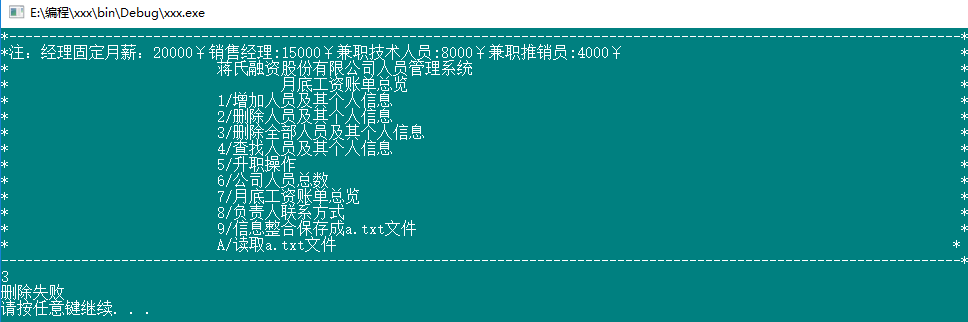 E:\编程\xxx\bin\Debug\xxx.exe
*-----------------------------------------------------------------------------------------------------------------------*
*注：经理固定月薪：20000￥销售经理:15000￥兼职技术人员:8000￥兼职推销员:4000￥ *
* 蒋氏融资股份有限公司人员管理系统 *
* 月底工资账单总览 *
* 1/增加人员及其个人信息 *
* 2/删除人员及其个人信息 *
* 3/删除全部人员及其个人信息 *
* 4/查找人员及其个人信息 *
* 5/升职操作 *
* 6/公司人员总数 *
* 7/月底工资账单总览 *
* 8/负责人联系方式 *
* 9/信息整合保存成a.txt文件 *
* A/读取a.txt文件 *
*-----------------------------------------------------------------------------------------------------------------------*
3
删除失败
请按任意键继续. . .